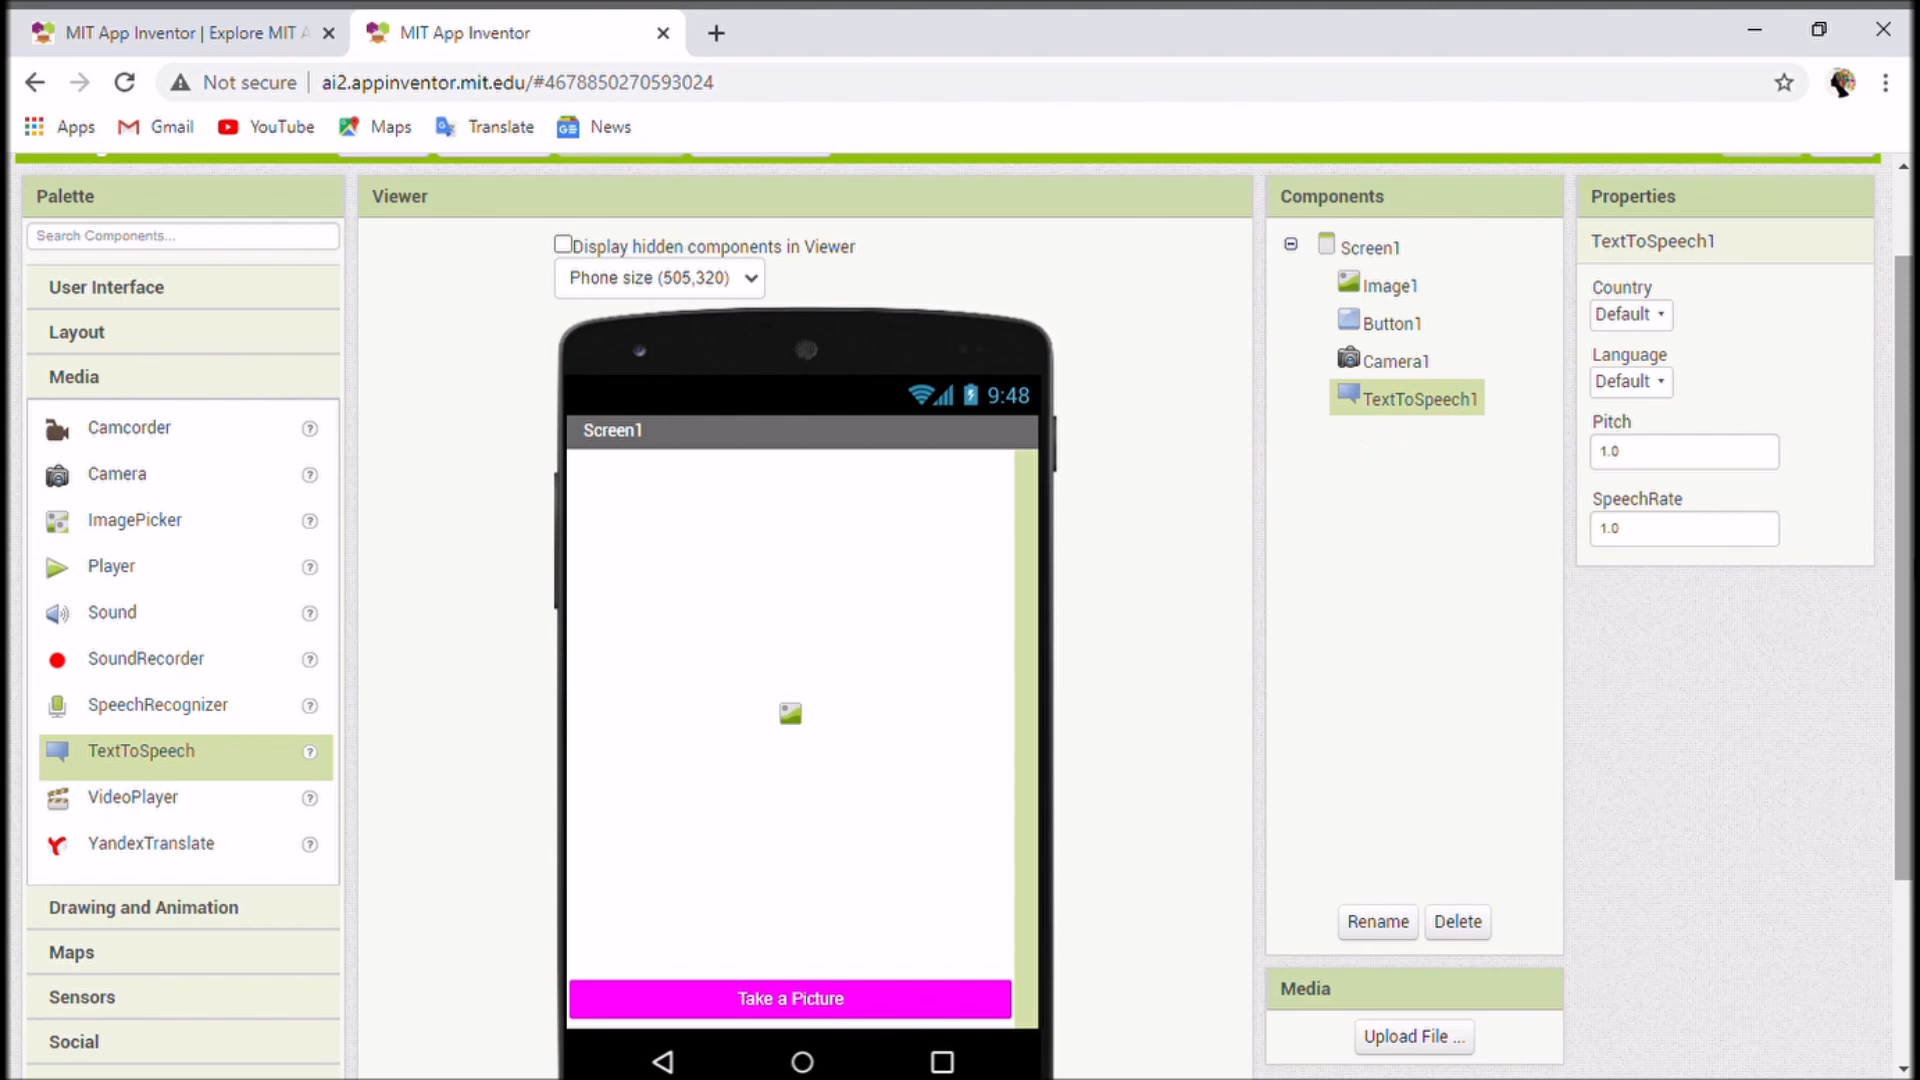 MIT App Inventor | Explore MIT A
MIT App Inventor
Not secure
ai2.appinventor.mit.edu/#4678850270593024
Apps
Gmail
YouTube
Maps
Translate
News
Palette
Search Components...
User Interface
Layout
Media
Camcorder
Camera
ImagePicker
Player
Sound
SoundRecorder
SpeechRecognizer
TextToSpeech
VideoPlayer
YandexTranslate
Drawing and Animation
Maps
Sensors
Social
Viewer
Display hidden components in Viewer
Phone size (505,320)
9:48
Screen1
Take a Picture
Components
Screen1
Image1
Button1
Camera1
TextToSpeech1
Rename Delete
Media
Upload File ...
Properties
TextToSpeech1
Country
Default
Language
Default
Pitch
1.0
SpeechRate
1.0